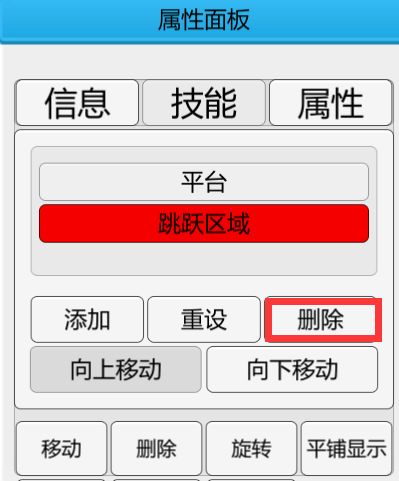 属性面板
信息 技能 属性
平台
跳跃区域
添加 重设 删除
向上移动 向下移动
移动 删除 旋转 平铺显示